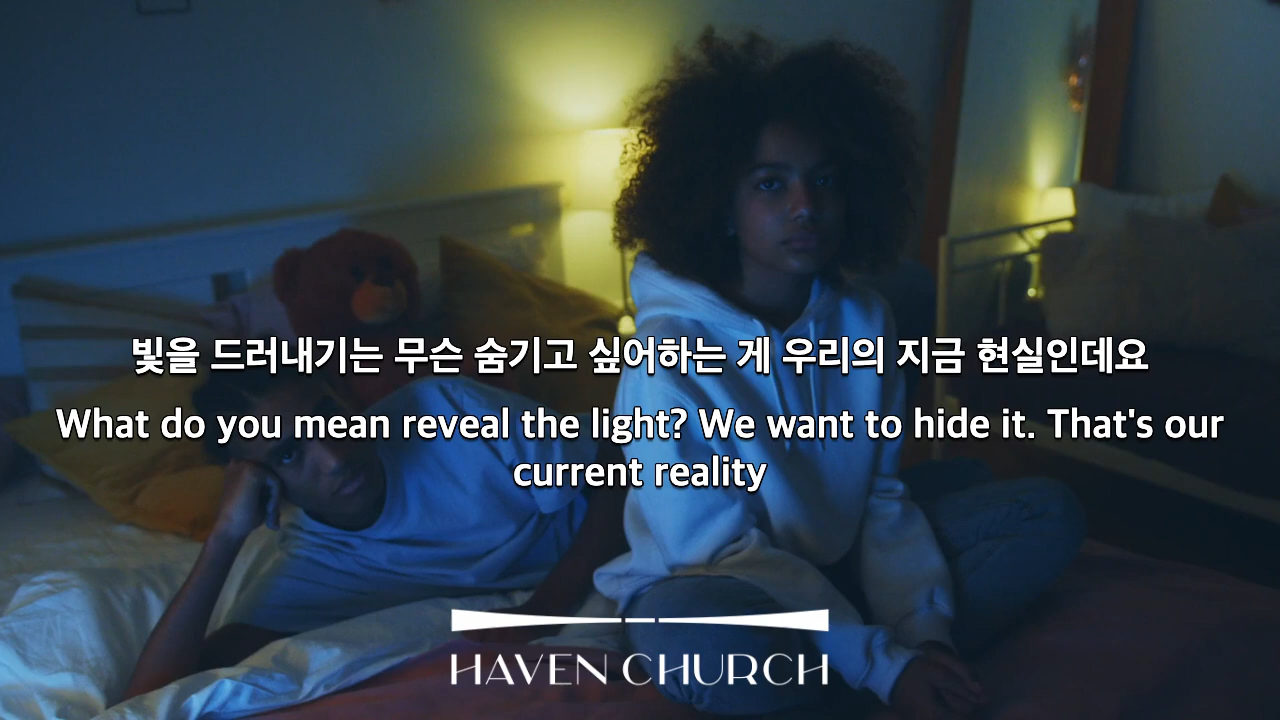 빛을 드러내기는 무슨 숨기고 싶어하는 게 우리의 지금 현실인데요
What do you mean reveal the light? We want to hide it. That's our
current reality
HAVEN CHURCH